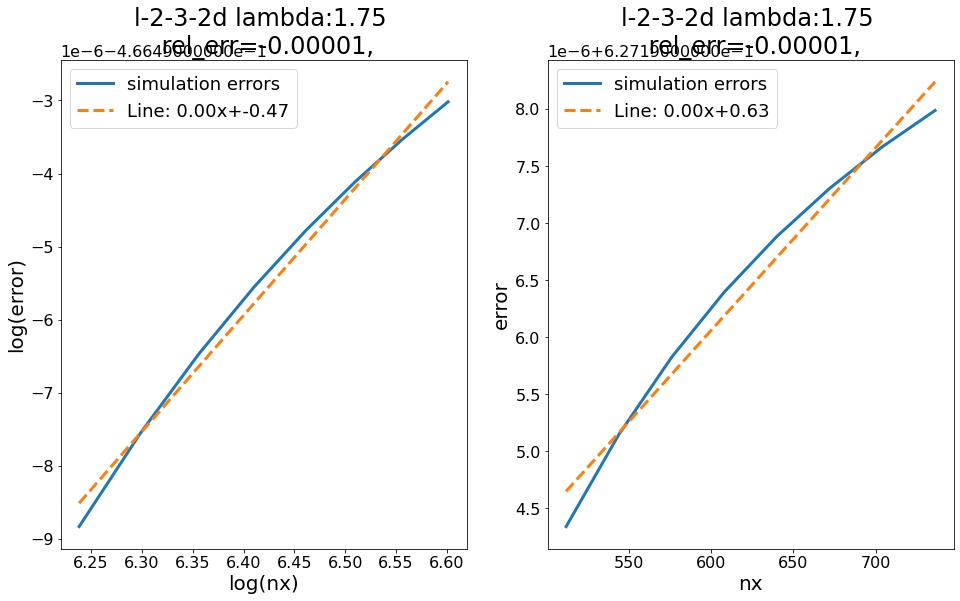 l-2-3-2d lambda:1.75
rel_err=-0.00001,
1e−6−4.6649000000e−1
simulation errors
Line: 0.00x+-0.47
−3
−4
−5
−6
−7
−8
−9
6.25 6.30 6.35 6.40 6.45 6.50 6.55 6.60
log(nx)
log(error)
l-2-3-2d lambda:1.75
rel_err=-0.00001,
1e−6+6.2719000000e−1
simulation errors
Line: 0.00x+0.63
8.0
7.5
7.0
6.5
6.0
5.5
5.0
4.5
550 600 650 700
nx
error